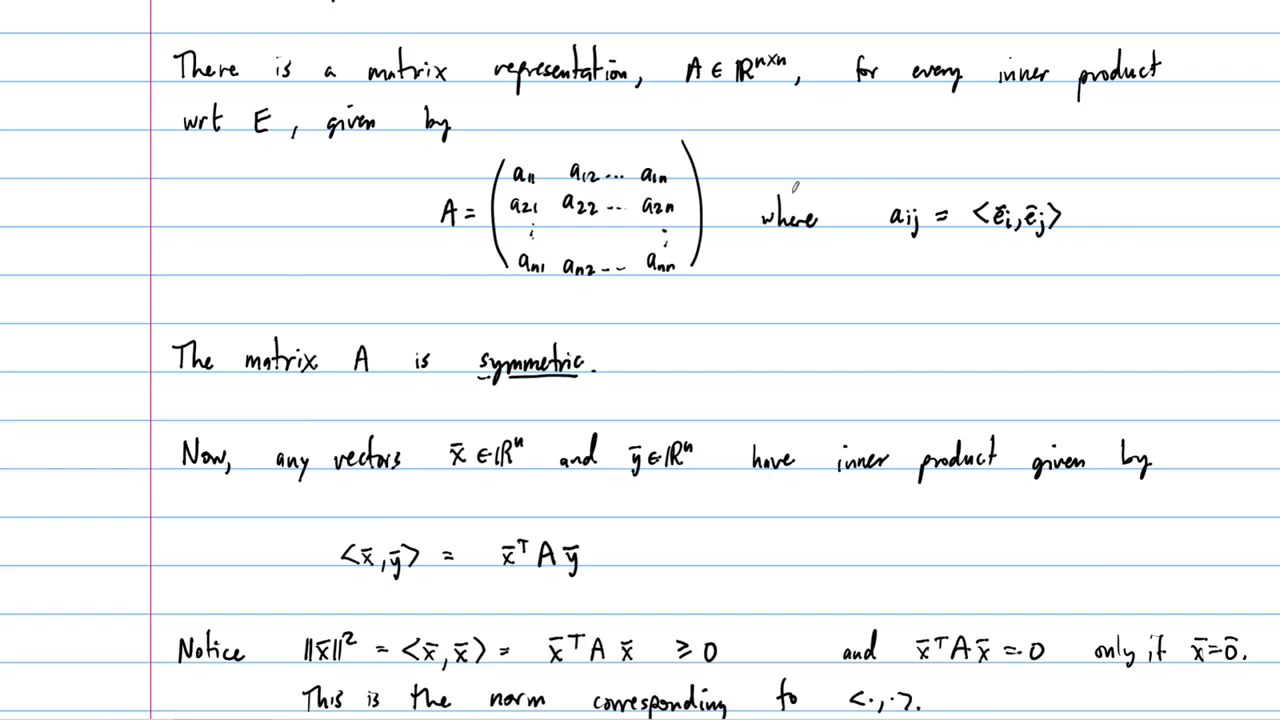 There is a matrix representation, A ∈ ℝⁿˣⁿ, for every inner product
wrt E, given by
A = ( a₁₁ a₁₂ ... a₁ₙ
a₂₁ a₂₂ ... a₂ₙ
⋮ ⋮
aₙ₁ aₙ₂ ... aₙₙ ) where aᵢⱼ = <ēᵢ, ēⱼ>
The matrix A is symmetric.
Now, any vectors x̄ ∈ ℝⁿ and ȳ ∈ ℝⁿ have inner product given by
<x̄, ȳ> = x̄ᵀ A ȳ
Notice ||x̄||² = <x̄, x̄> = x̄ᵀ A x̄ ≥ 0 and x̄ᵀ A x̄ = 0 only if x̄ = 0̄.
This is the norm corresponding to <·,·>.